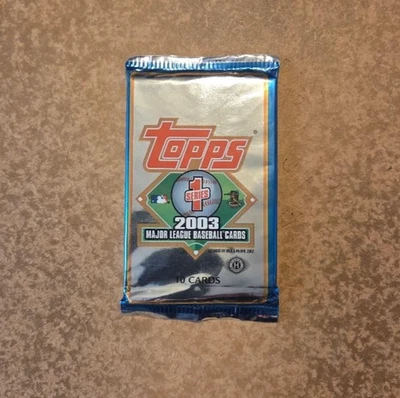 TOPPS
1
SERIES
2003
MAJOR LEAGUE BASEBALL CARDS
10 CARDS